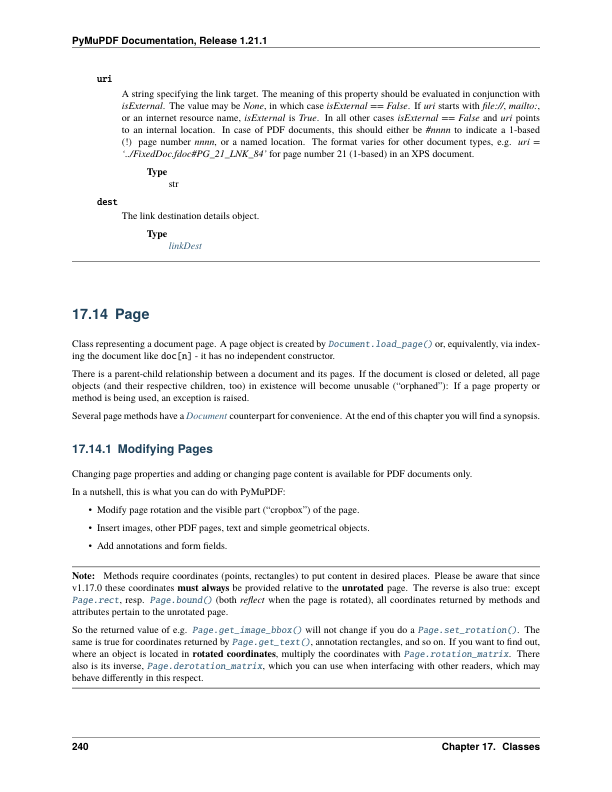 PyMuPDF Documentation, Release 1.21.1
uri
A string specifying the link target. The meaning of this property should be evaluated in conjunction with
isExternal. The value may be None, in which case isExternal == False. If uri starts with file://, mailto:,
or an internet resource name, isExternal is True. In all other cases isExternal == False and uri points
to an internal location. In case of PDF documents, this should either be #nnnn to indicate a 1-based
(!) page number nnnn, or a named location. The format varies for other document types, e.g. uri =
‘../FixedDoc.fdoc#PG_21_LNK_84’ for page number 21 (1-based) in an XPS document.
Type
str
dest
The link destination details object.
Type
linkDest
17.14 Page
Class representing a document page. A page object is created by Document.load_page() or, equivalently, via index-
ing the document like doc[n] - it has no independent constructor.
There is a parent-child relationship between a document and its pages. If the document is closed or deleted, all page
objects (and their respective children, too) in existence will become unusable (“orphaned”): If a page property or
method is being used, an exception is raised.
Several page methods have a Document counterpart for convenience. At the end of this chapter you will find a synopsis.
17.14.1 Modifying Pages
Changing page properties and adding or changing page content is available for PDF documents only.
In a nutshell, this is what you can do with PyMuPDF:
• Modify page rotation and the visible part (“cropbox”) of the page.
• Insert images, other PDF pages, text and simple geometrical objects.
• Add annotations and form fields.
Note: Methods require coordinates (points, rectangles) to put content in desired places. Please be aware that since
v1.17.0 these coordinates must always be provided relative to the unrotated page. The reverse is also true: except
Page.rect, resp. Page.bound() (both reflect when the page is rotated), all coordinates returned by methods and
attributes pertain to the unrotated page.
So the returned value of e.g. Page.get_image_bbox() will not change if you do a Page.set_rotation(). The
same is true for coordinates returned by Page.get_text(), annotation rectangles, and so on. If you want to find out,
where an object is located in rotated coordinates, multiply the coordinates with Page.rotation_matrix. There
also is its inverse, Page.derotation_matrix, which you can use when interfacing with other readers, which may
behave differently in this respect.
240
Chapter 17. Classes